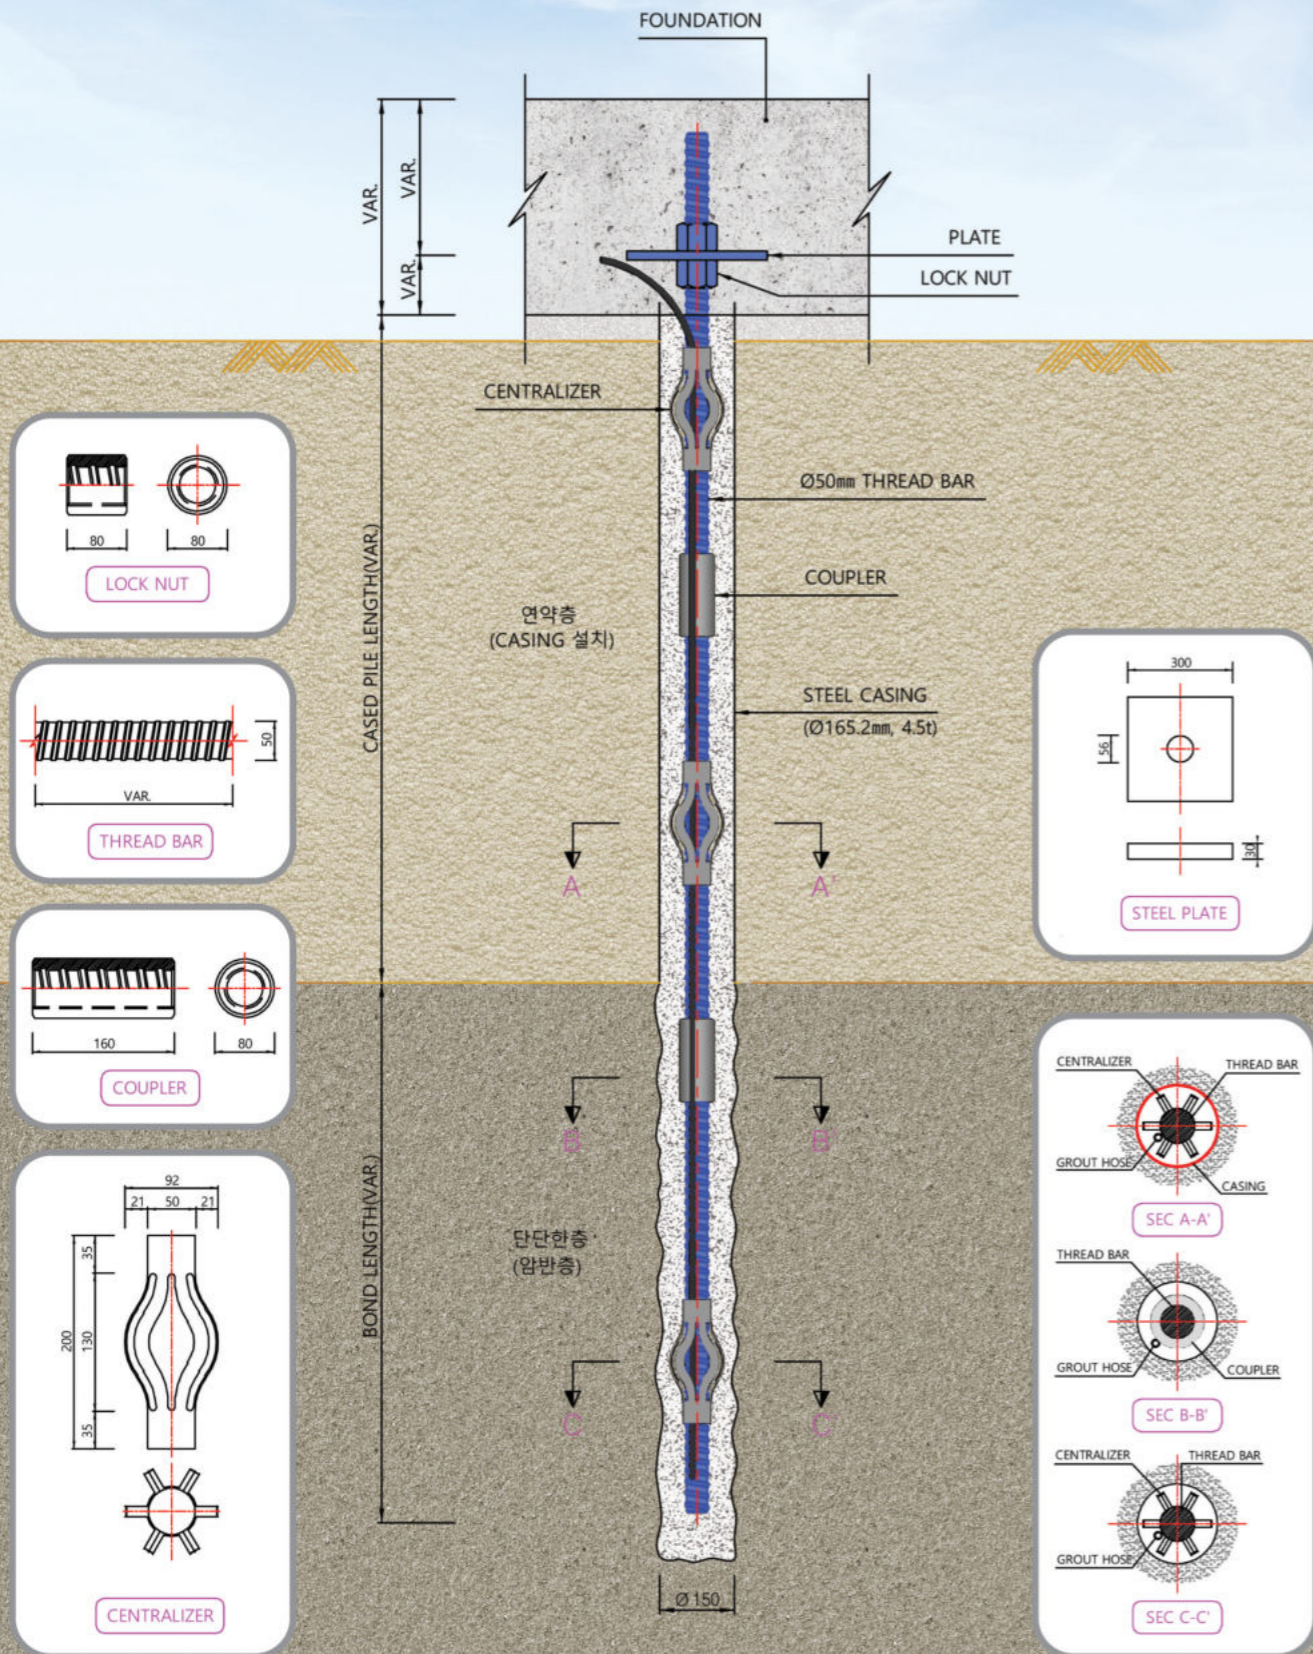 FOUNDATION
VAR.
VAR.
VAR.
PLATE
LOCK NUT
CENTRALIZER
Ø50㎜ THREAD BAR
COUPLER
연약층
(CASING 설치)
STEEL CASING
(Ø165.2㎜, 4.5t)
CASED PILE LENGTH(VAR.)
A
A'
B
B'
단단한층
(암반층)
BOND LENGTH(VAR.)
C
C'
Ø 150
80
80
LOCK NUT
50
VAR.
THREAD BAR
160
80
COUPLER
92
21
50
21
35
200
130
35
CENTRALIZER
300
56
30
STEEL PLATE
CENTRALIZER
THREAD BAR
GROUT HOSE
CASING
SEC A-A'
THREAD BAR
GROUT HOSE
COUPLER
SEC B-B'
CENTRALIZER
THREAD BAR
GROUT HOSE
SEC C-C'